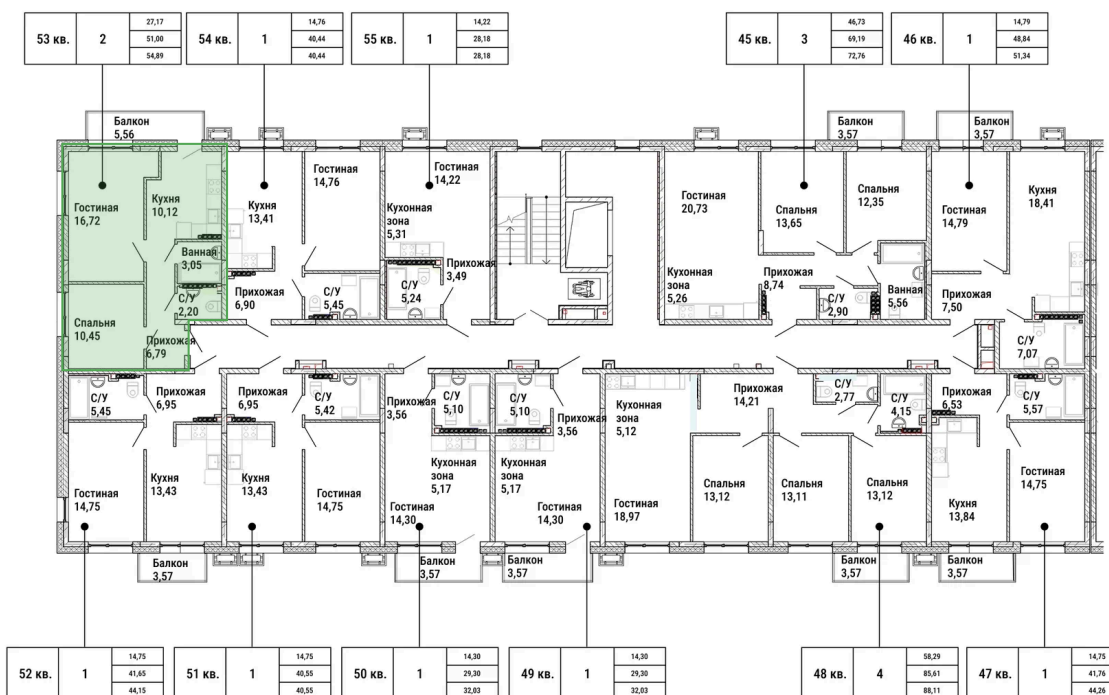 53 кв.
2
27,17
51,00
54,89
54 кв.
1
14,76
40,44
40,44
55 кв.
1
14,22
28,18
28,18
45 кв.
3
46,73
69,19
72,76
46 кв.
1
14,79
48,84
51,34
Балкон
5,56
Балкон
3,57
Балкон
3,57
Гостиная
16,72
Кухня
10,12
Ванная
3,05
С/У
2,20
Спальня
10,45
Прихожая
6,79
Кухня
13,41
Гостиная
14,76
Прихожая
6,90
С/У
5,45
Гостиная
14,22
Кухонная
зона
5,31
С/У
5,24
Прихожая
3,49
Гостиная
20,73
Кухонная
зона
5,26
Спальня
13,65
Спальня
12,35
Прихожая
8,74
С/У
2,90
Ванная
5,56
Гостиная
14,79
Кухня
18,41
Прихожая
7,50
С/У
7,07
С/У
5,45
Прихожая
6,95
Гостиная
14,75
Кухня
13,43
Прихожая
6,95
С/У
5,42
Кухня
13,43
Гостиная
14,75
Прихожая
3,56
С/У
5,10
Кухонная
зона
5,17
Гостиная
14,30
С/У
5,10
Прихожая
3,56
Кухонная
зона
5,17
Гостиная
14,30
Кухонная
зона
5,12
Гостиная
18,97
Прихожая
14,21
С/У
2,77
С/У
4,15
Спальня
13,12
Спальня
13,11
Спальня
13,12
Прихожая
6,53
С/У
5,57
Кухня
13,84
Гостиная
14,75
Балкон
3,57
Балкон
3,57
Балкон
3,57
Балкон
3,57
Балкон
3,57
52 кв.
1
14,75
41,65
44,15
51 кв.
1
14,75
40,55
40,55
50 кв.
1
14,30
29,30
32,03
49 кв.
1
14,30
29,30
32,03
48 кв.
4
58,29
85,61
88,11
47 кв.
1
14,75
41,76
44,26